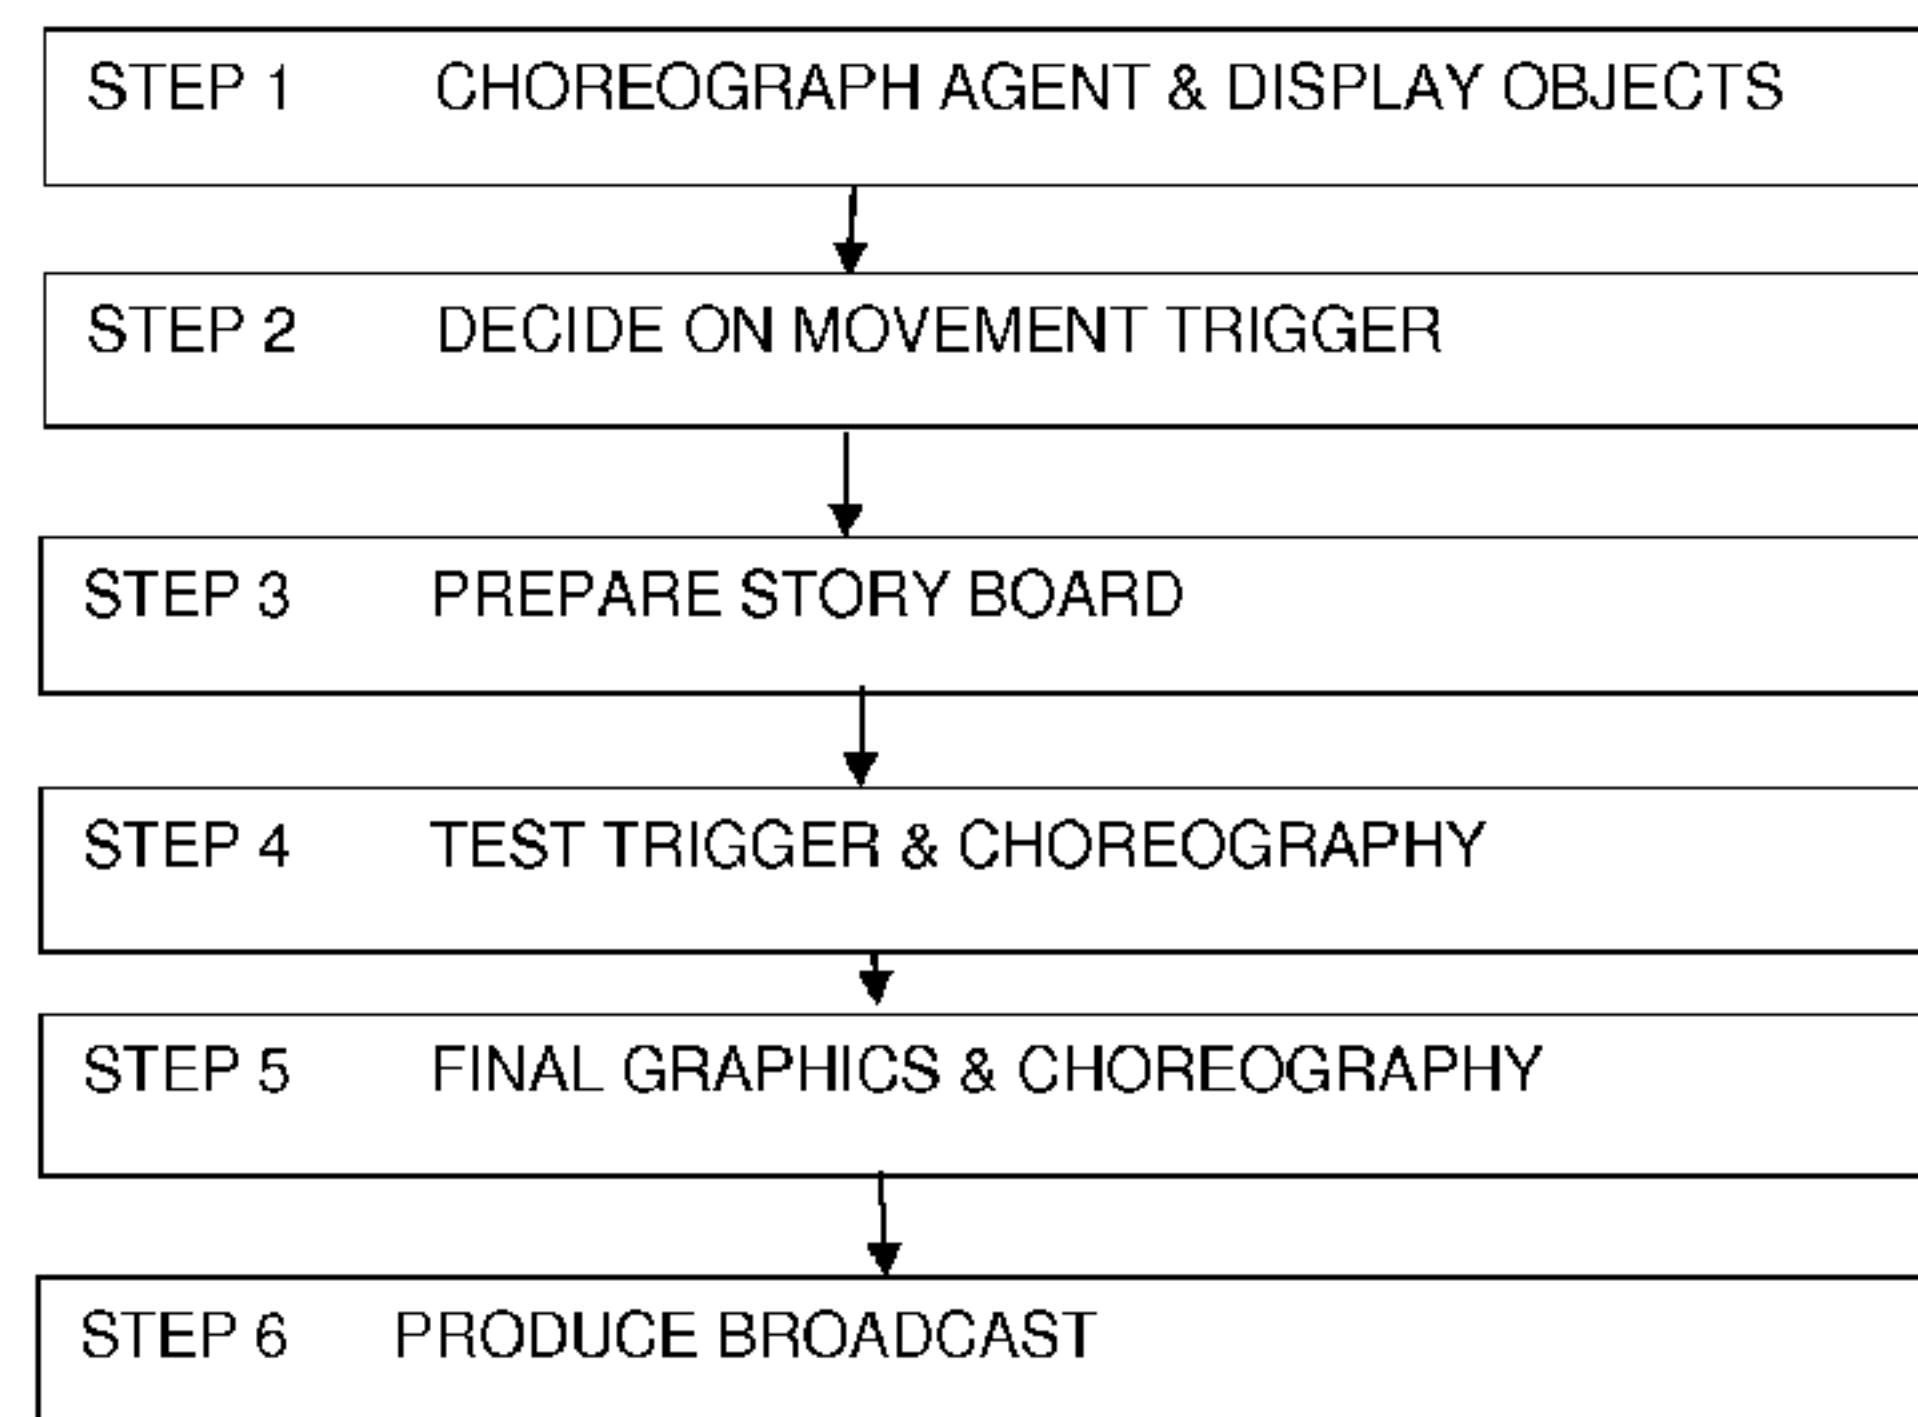 STEP 1 CHOREOGRAPH AGENT & DISPLAY OBJECTS
STEP 2 DECIDE ON MOVEMENT TRIGGER
STEP 3 PREPARE STORY BOARD
STEP 4 TEST TRIGGER & CHOREOGRAPHY
STEP 5 FINAL GRAPHICS & CHOREOGRAPHY
STEP 6 PRODUCE BROADCAST